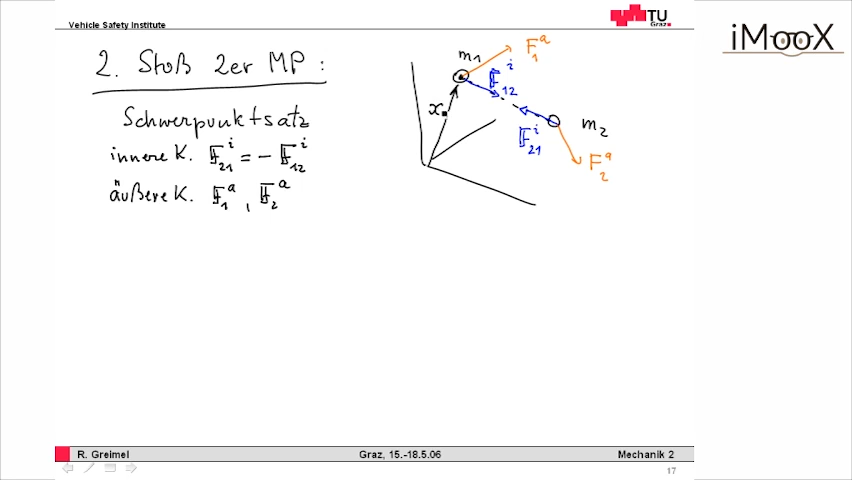 Vehicle Safety Institute
TU
Graz
iMooX
2. Stoß 2er MP :
Schwerpunktsatz
innere K. F₂₁ⁱ = - F₁₂ⁱ
äußere K. F₁ᵃ , F₂ᵃ
m₁
F₁ᵃ
F₁₂ⁱ
x
F₂₁ⁱ
m₂
F₂ᵃ
R. Greimel
Graz, 15.-18.5.06
Mechanik 2
17